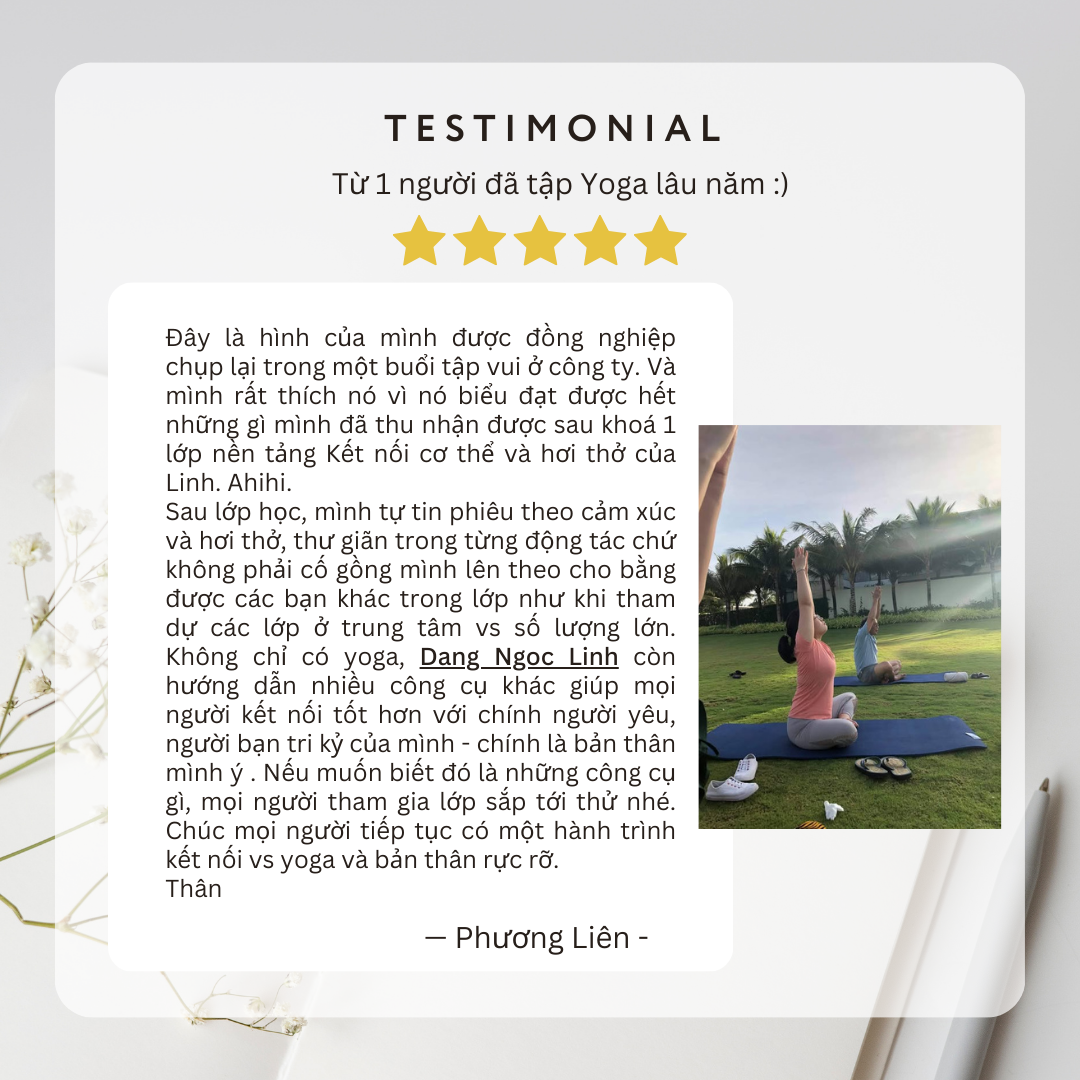 TESTIMONIAL
Từ 1 người đã tập Yoga lâu năm :)
Đây là hình của mình được đồng nghiệp
chụp lại trong một buổi tập vui ở công ty. Và
mình rất thích nó vì nó biểu đạt được hết
những gì mình đã thu nhận được sau khoá 1
lớp nền tảng Kết nối cơ thể và hơi thở của
Linh. Ahihi.
Sau lớp học, mình tự tin phiêu theo cảm xúc
và hơi thở, thư giãn trong từng động tác chứ
không phải cố gồng mình lên theo cho bằng
được các bạn khác trong lớp như khi tham
dự các lớp ở trung tâm vs số lượng lớn.
Không chỉ có yoga, Dang Ngoc Linh còn
hướng dẫn nhiều công cụ khác giúp mọi
người kết nối tốt hơn với chính người yêu,
người bạn tri kỷ của mình - chính là bản thân
mình ý . Nếu muốn biết đó là những công cụ
gì, mọi người tham gia lớp sắp tới thử nhé.
Chúc mọi người tiếp tục có một hành trình
kết nối vs yoga và bản thân rực rỡ.
Thân
— Phương Liên -